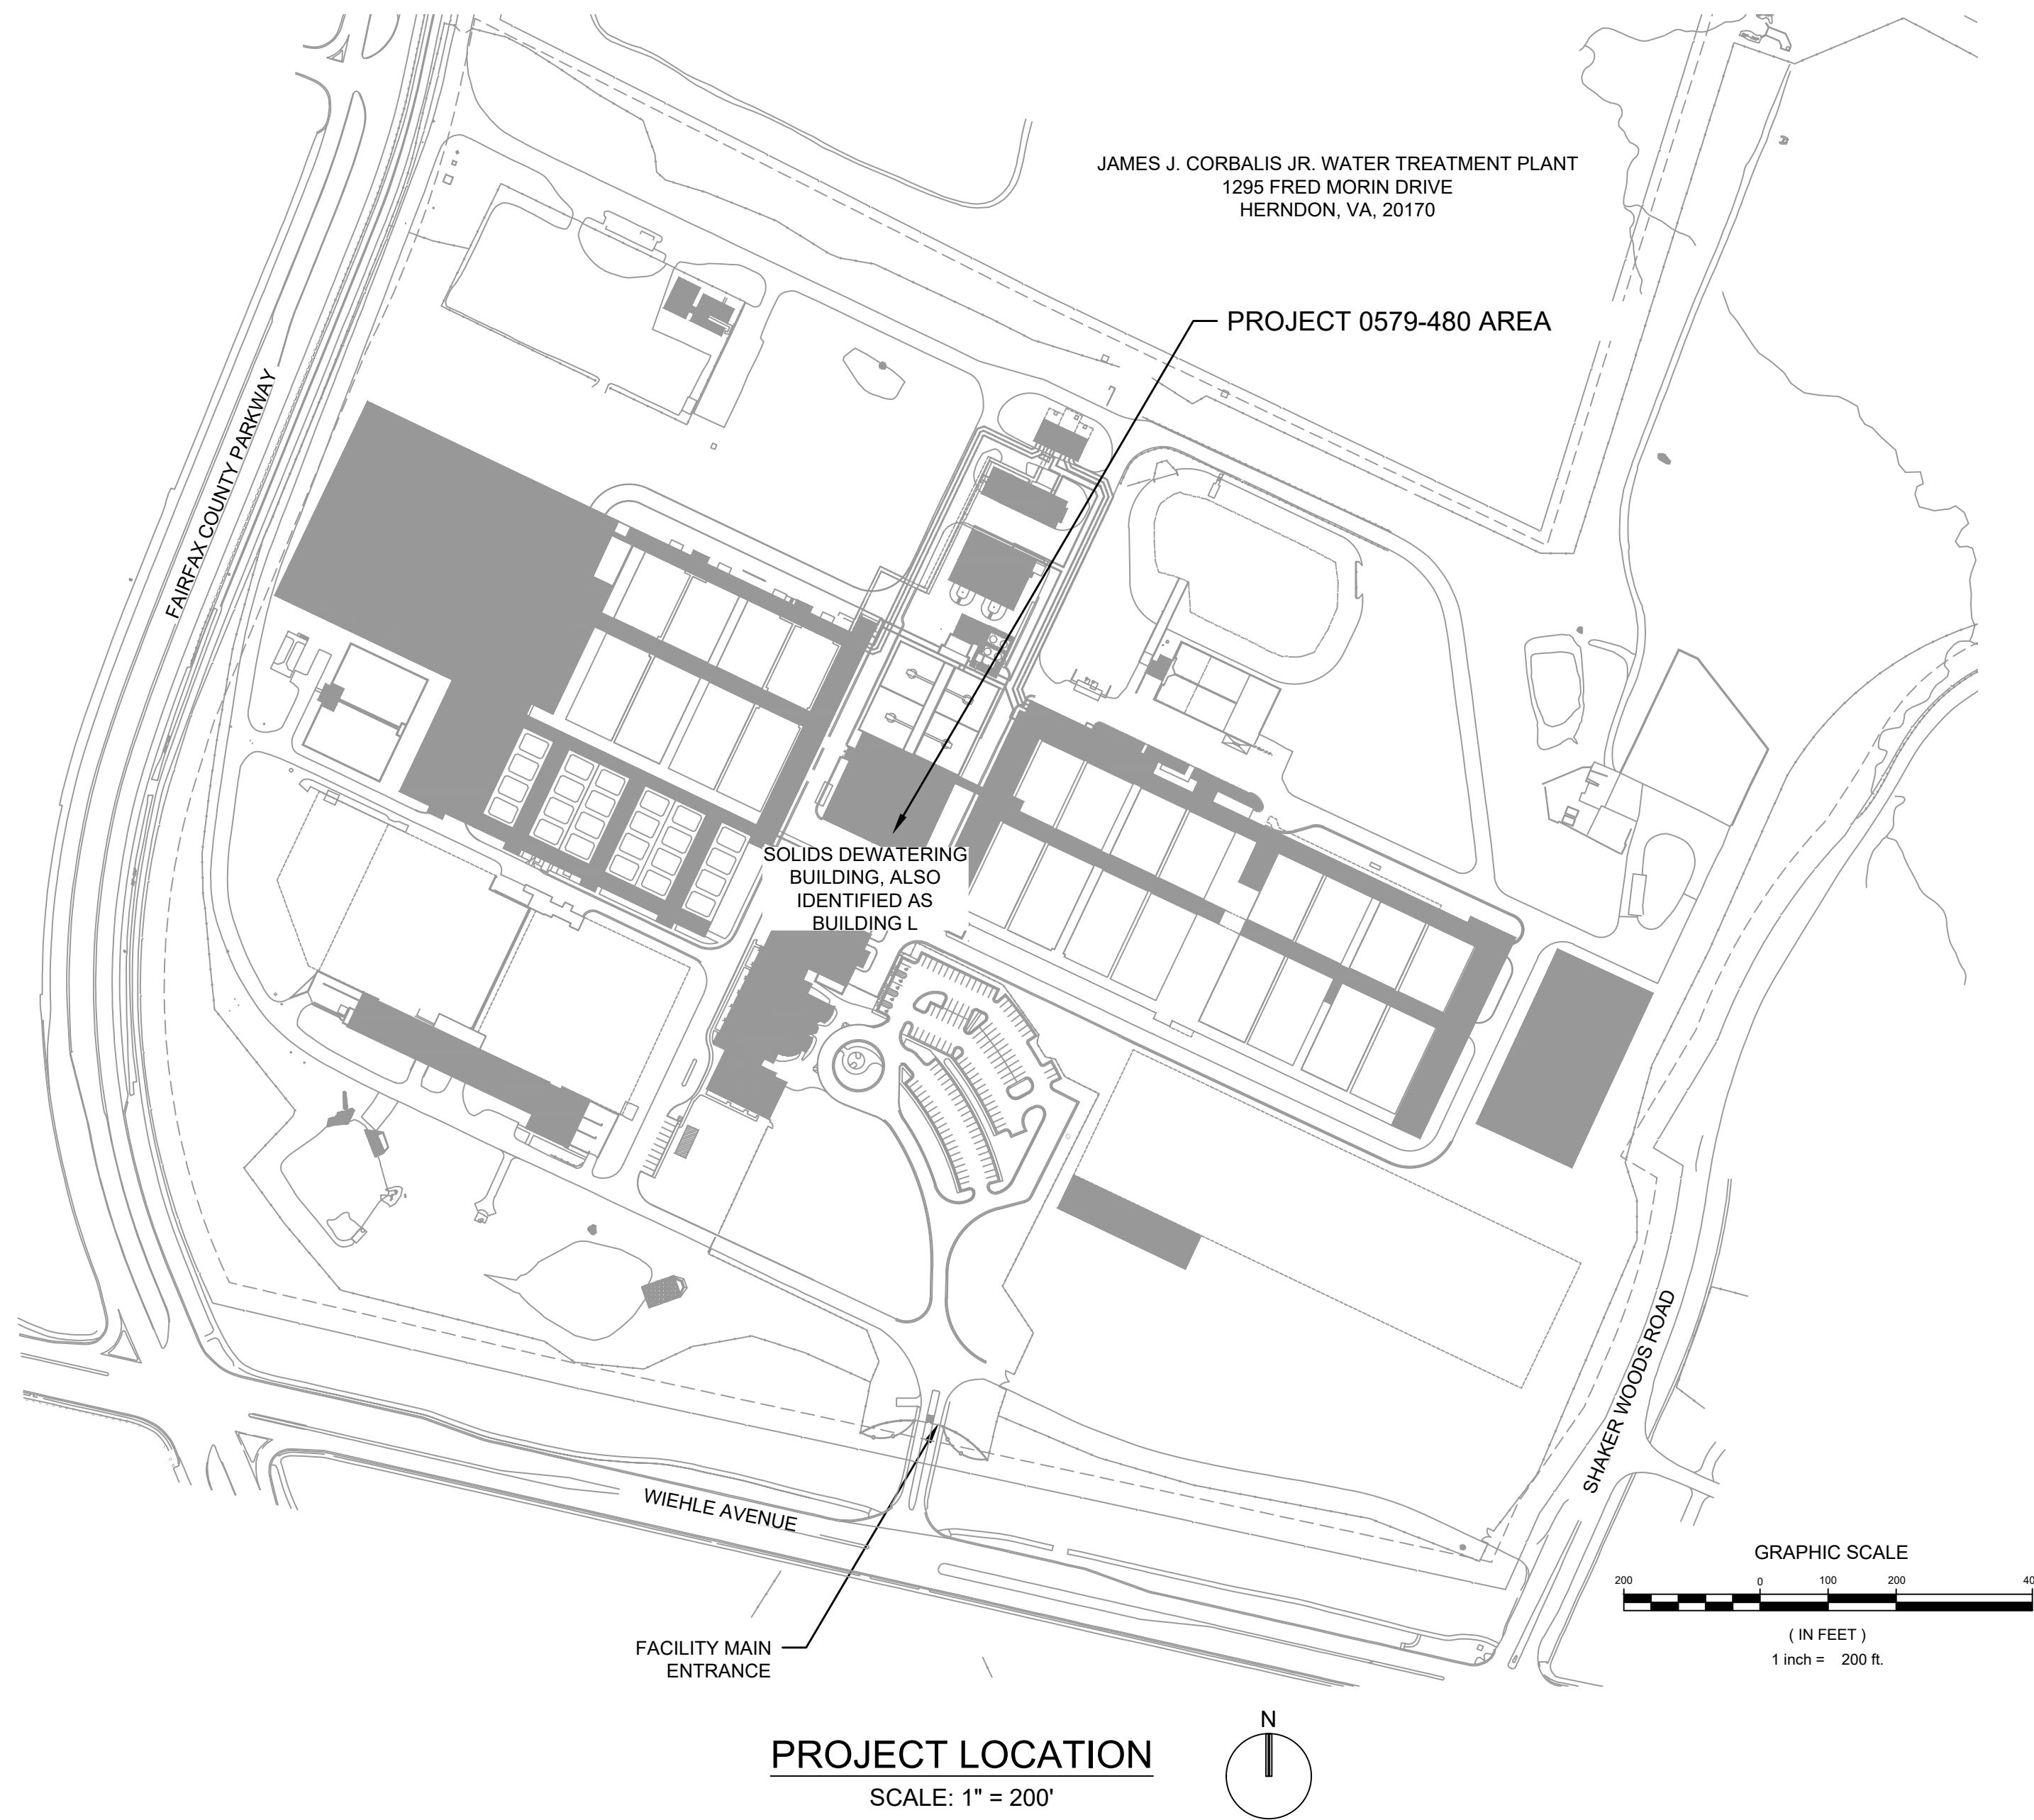 JAMES J. CORBALIS JR. WATER TREATMENT PLANT
1295 FRED MORIN DRIVE
HERNDON, VA, 20170
PROJECT 0579-480 AREA
FAIRFAX COUNTY PARKWAY
SOLIDS DEWATERING
BUILDING, ALSO
IDENTIFIED AS
BUILDING L
SHAKER WOODS ROAD
WIEHLE AVENUE
FACILITY MAIN
ENTRANCE
GRAPHIC SCALE
200 0 100 200 40
( IN FEET )
1 inch = 200 ft.
N
PROJECT LOCATION
SCALE: 1" = 200'